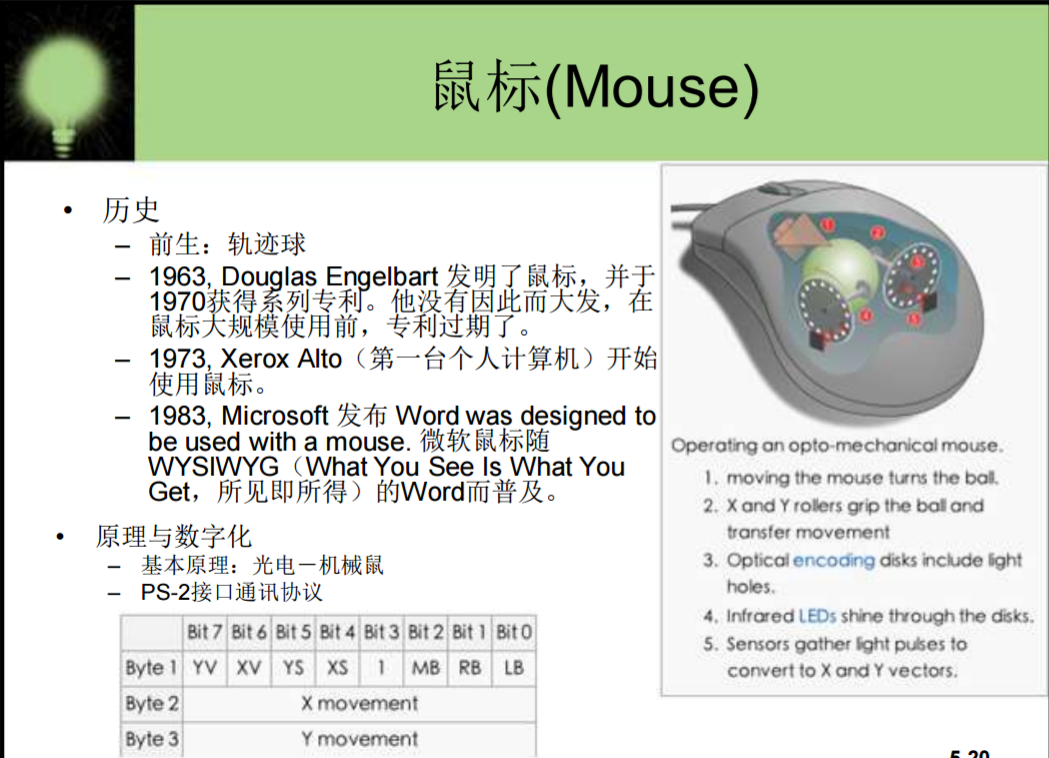 鼠标(Mouse)
• 历史
– 前生：轨迹球
– 1963, Douglas Engelbart 发明了鼠标，并于
1970获得系列专利。他没有因此而大发，在
鼠标大规模使用前，专利过期了。
– 1973, Xerox Alto（第一台个人计算机）开始
使用鼠标。
– 1983, Microsoft 发布 Word was designed to
be used with a mouse. 微软鼠标随
WYSIWYG（What You See Is What You
Get，所见即所得）的Word而普及。
• 原理与数字化
– 基本原理：光电－机械鼠
– PS-2接口通讯协议
Bit 7 Bit 6 Bit 5 Bit 4 Bit 3 Bit 2 Bit 1 Bit 0
Byte 1 YV XV YS XS 1 MB RB LB
Byte 2 X movement
Byte 3 Y movement
1 2 3 4 5
Operating an opto-mechanical mouse.
1. moving the mouse turns the ball.
2. X and Y rollers grip the ball and
transfer movement
3. Optical encoding disks include light
holes.
4. Infrared LEDs shine through the disks.
5. Sensors gather light pulses to
convert to X and Y vectors.
5-20